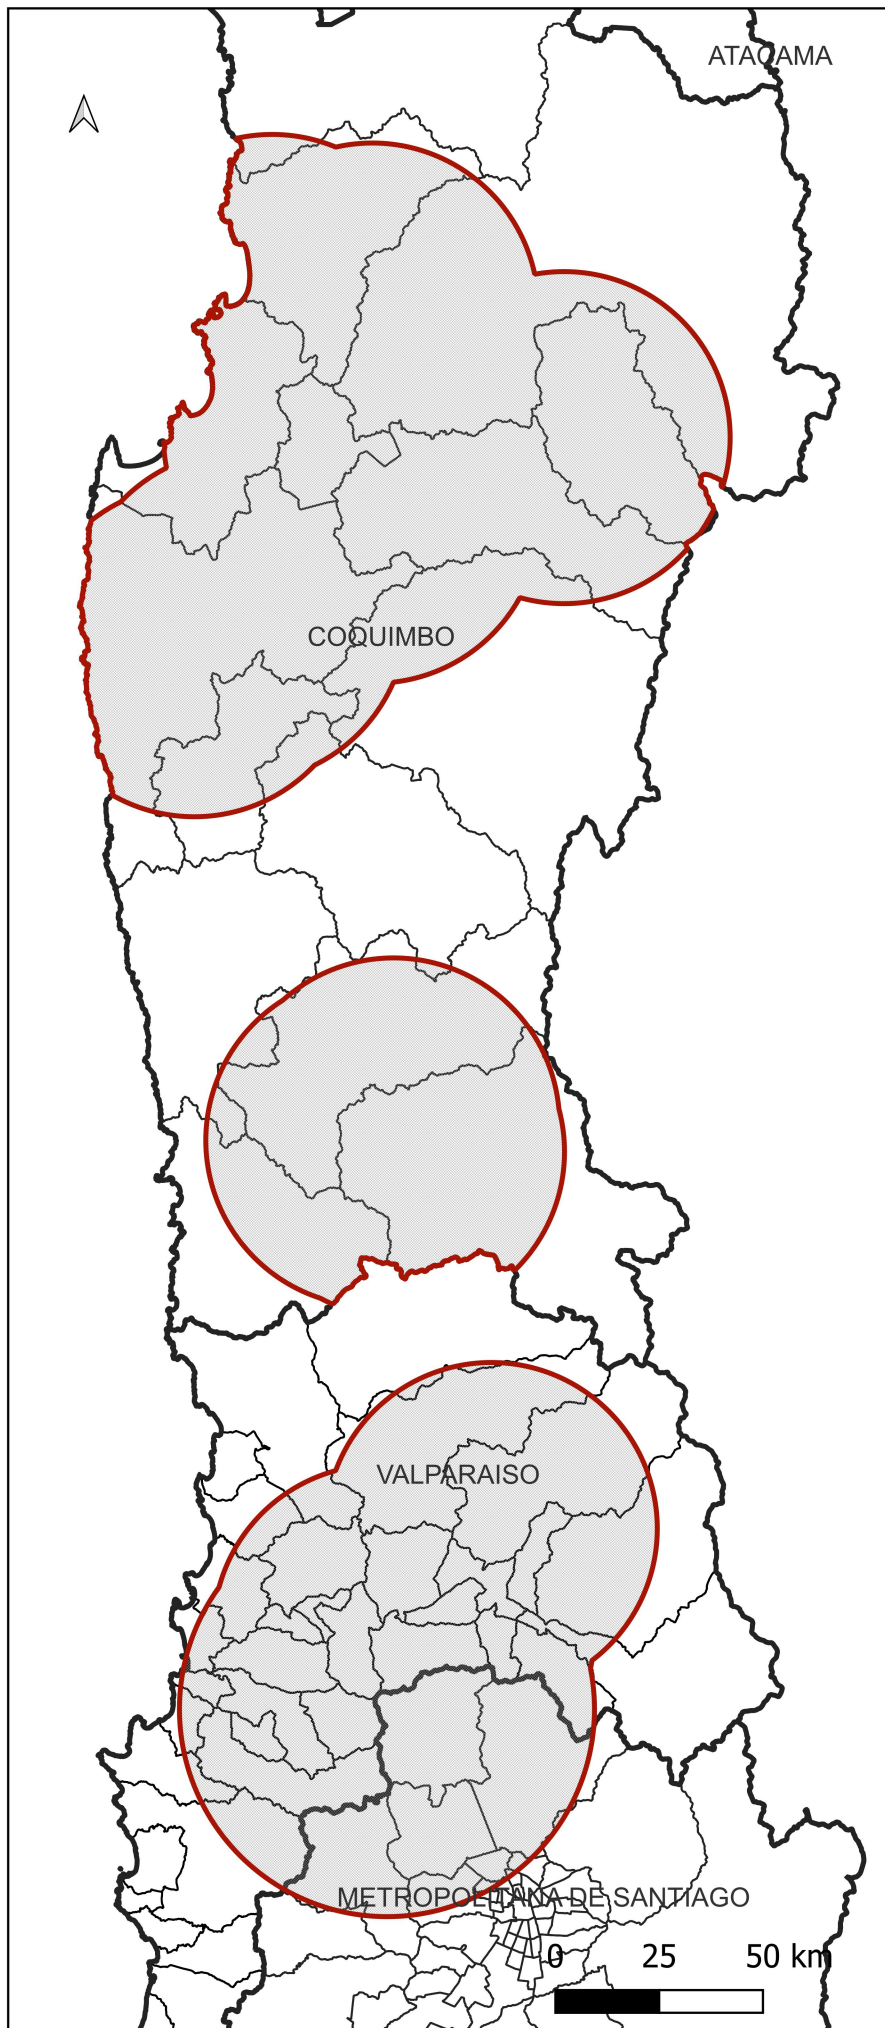 ATACAMA
COQUIMBO
VALPARAISO
METROPOLITANA DE SANTIAGO
0 25 50 km